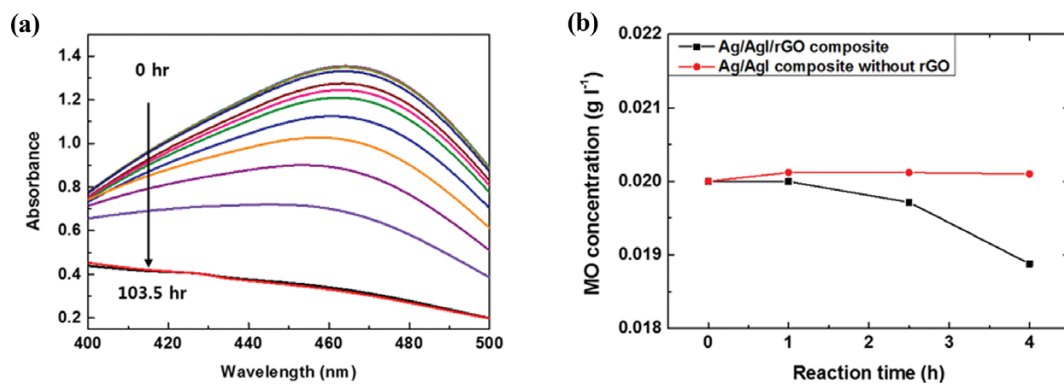 (a)
1.4
1.2
1.0
0.8
0.6
0.4
0.2
Absorbance
0 hr
103.5 hr
400 420 440 460 480 500
Wavelength (nm)
(b)
0.022
0.021
0.020
0.019
0.018
MO concentration (g l⁻¹)
Ag/AgI/rGO composite
Ag/AgI composite without rGO
0 1 2 3 4
Reaction time (h)